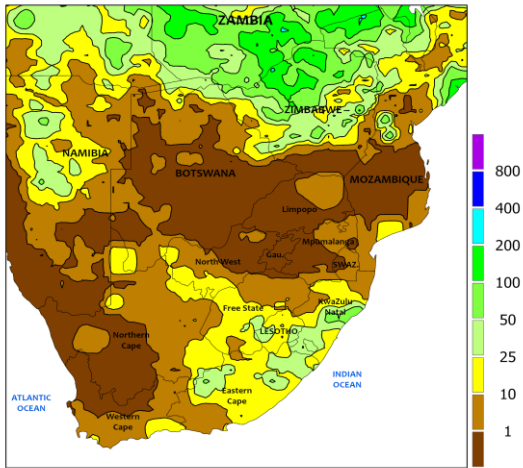 ZAMBIA
ZIMBABWE
NAMIBIA
BOTSWANA
MOZAMBIQUE
Limpopo
Mpumalanga
North West
Gau.
SWAZ.
Free State
KwaZulu
Natal
LESOTHO
Northern
Cape
Eastern
Cape
Western
Cape
ATLANTIC
OCEAN
INDIAN
OCEAN
800
400
200
100
50
25
10
1